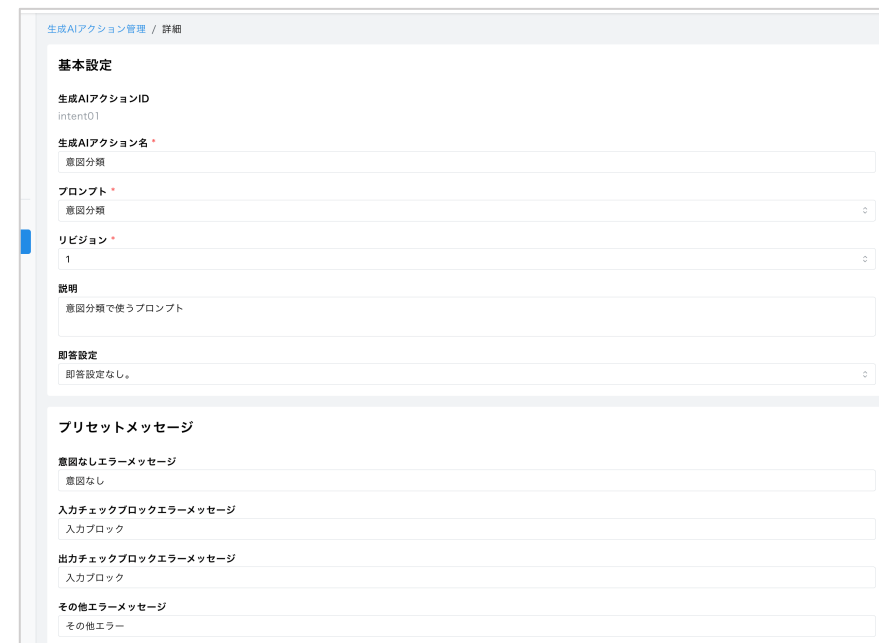 生成AIアクション管理 / 詳細
基本設定
生成AIアクションID
intent01
生成AIアクション名 *
意図分類
プロンプト *
意図分類
リビジョン *
1
説明
意図分類で使うプロンプト
即答設定
即答設定なし。
プリセットメッセージ
意図なしエラーメッセージ
意図なし
入力チェックブロックエラーメッセージ
入力ブロック
出力チェックブロックエラーメッセージ
入力ブロック
その他エラーメッセージ
その他エラー